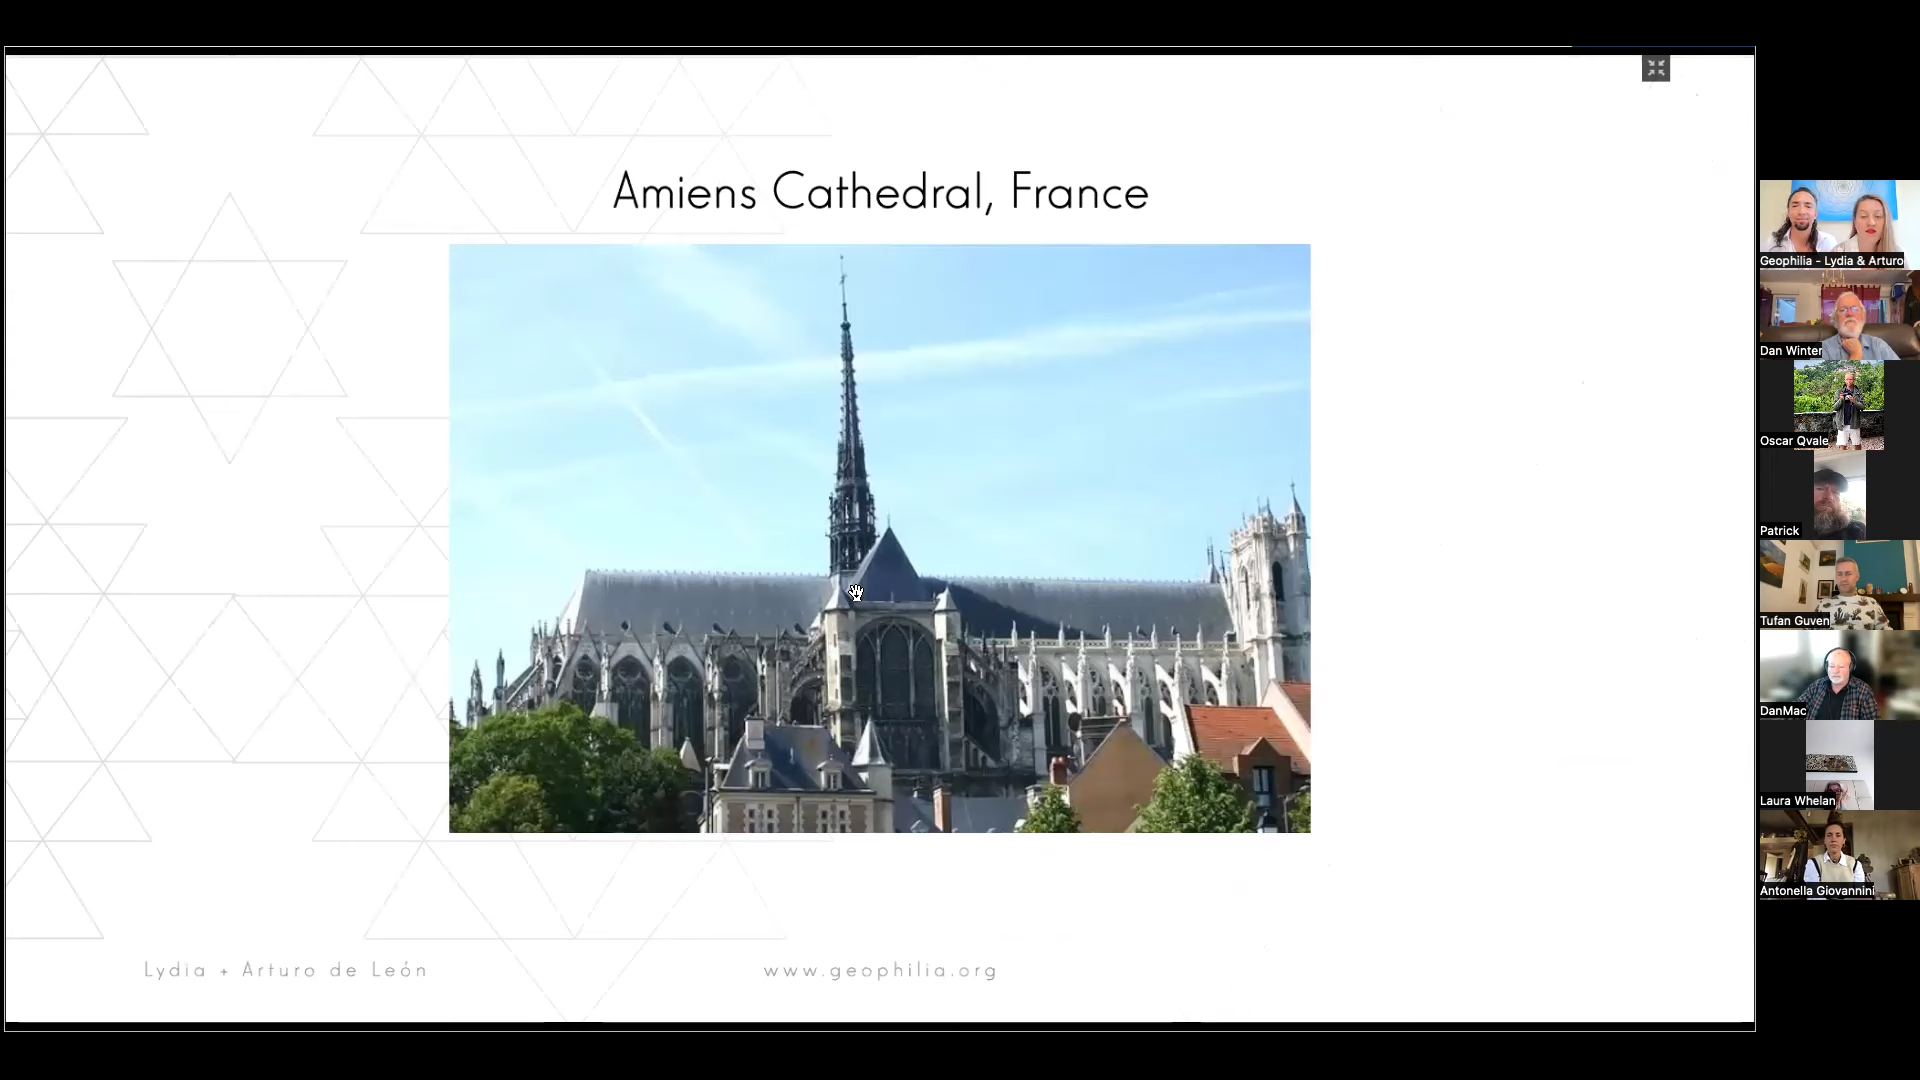 Amiens Cathedral, France
Lydia + Arturo de León
www.geophilia.org
Geophilia - Lydia & Arturo
Dan Winter
Oscar Qvale
Patrick
Tufan Guven
DanMac
Laura Whelan
Antonella Giovannini